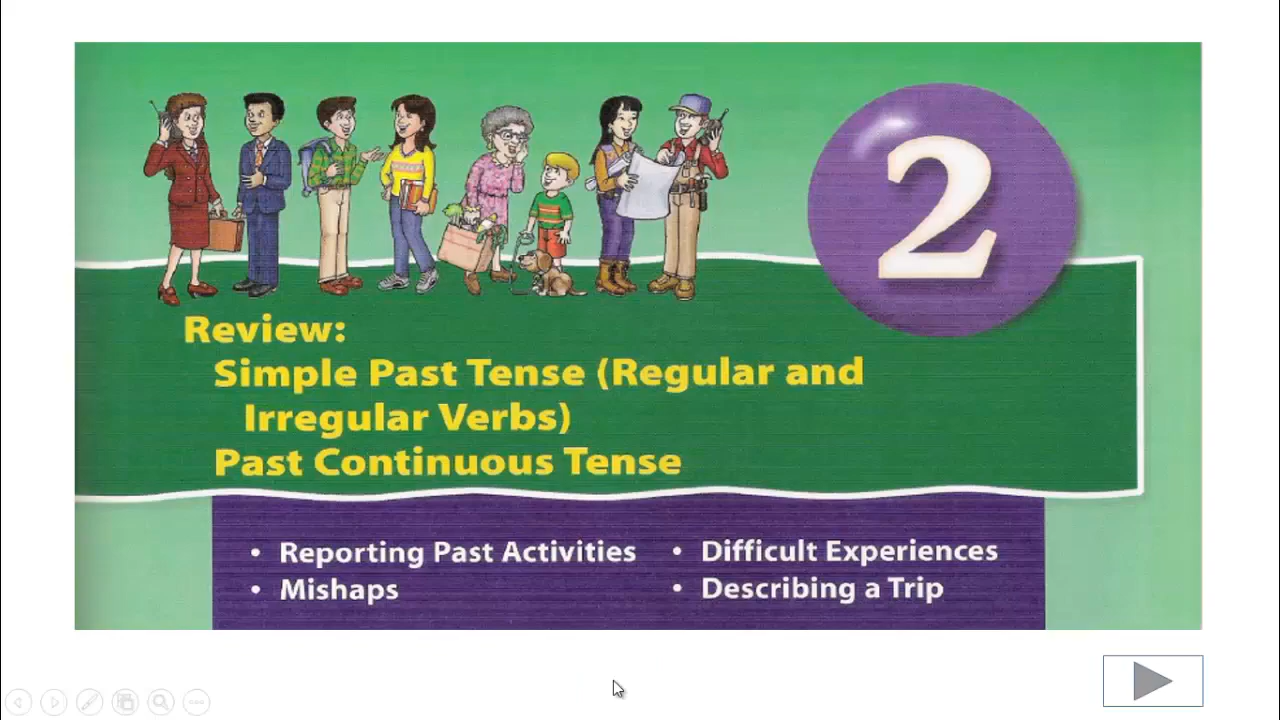 2
Review:
Simple Past Tense (Regular and
Irregular Verbs)
Past Continuous Tense
• Reporting Past Activities
• Mishaps
• Difficult Experiences
• Describing a Trip